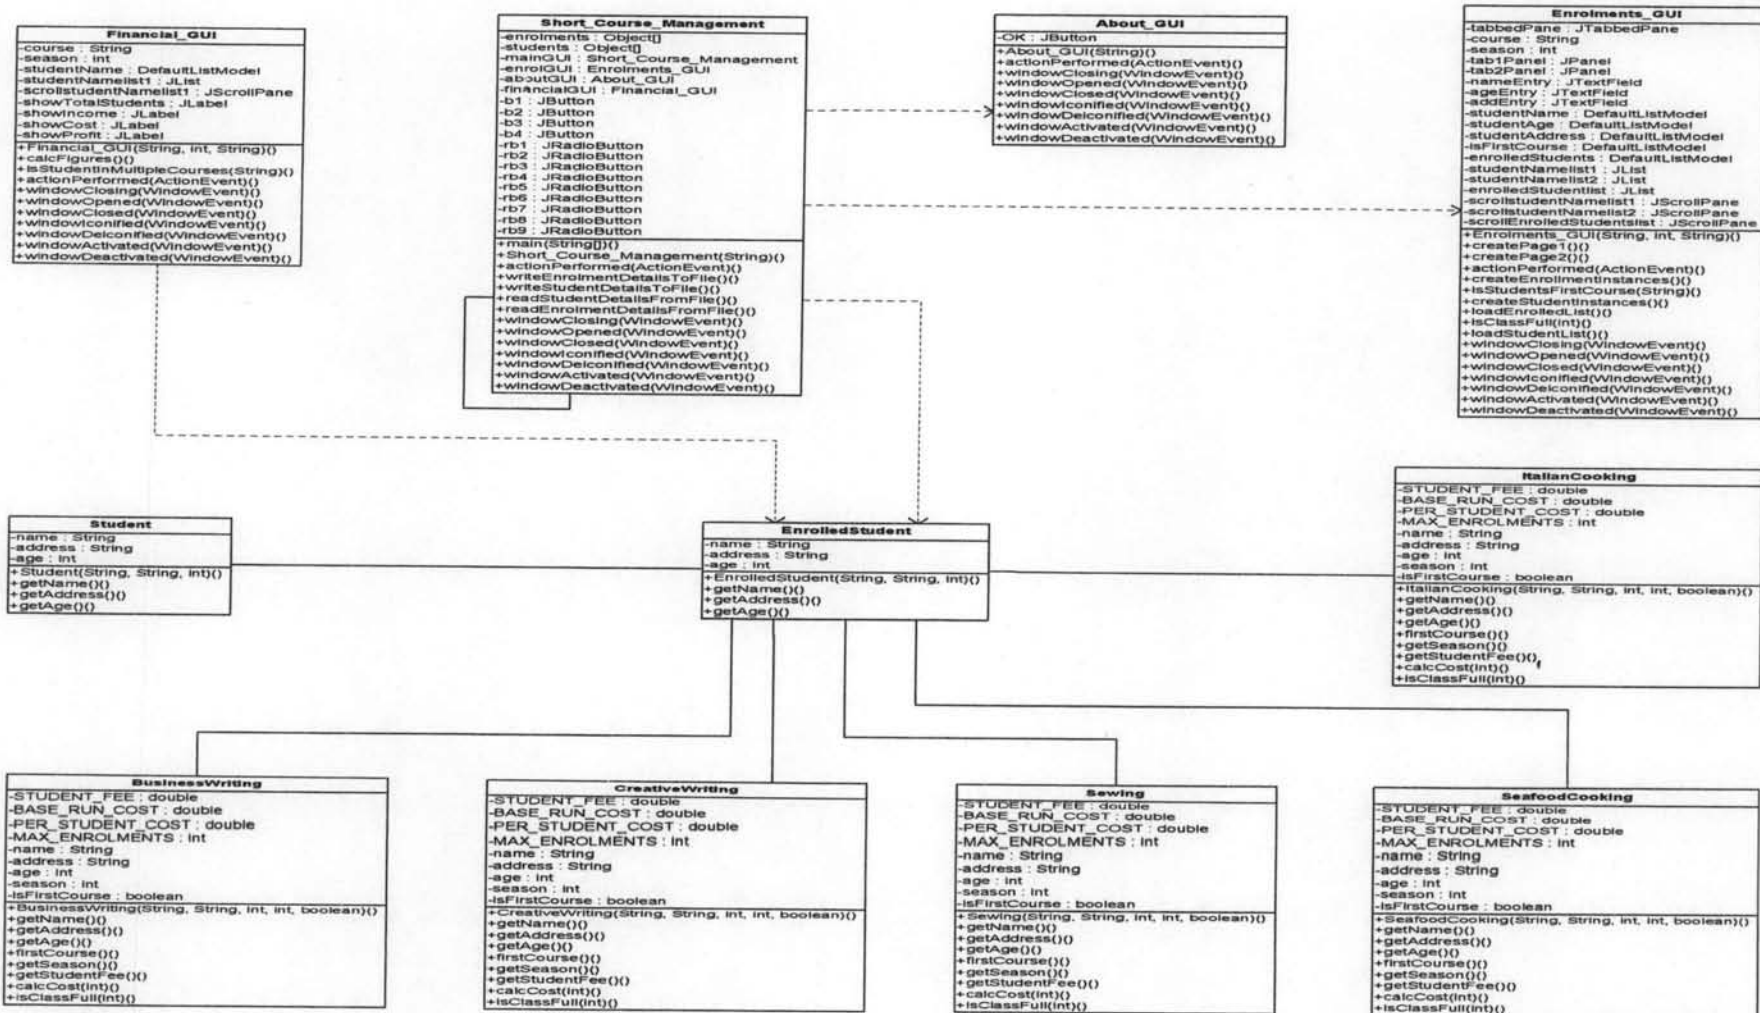 Financial_GUI
-course : String
-season : int
-studentName : DefaultListModel
-studentNamelist1 : JList
-scrollstudentNamelist1 : JScrollPane
-showTotalStudents : JLabel
-showIncome : JLabel
-showCost : JLabel
-showProfit : JLabel
+Financial_GUI(String, int, String)()
+calcFigures()()
+isStudentInMultipleCourses(String)()
+actionPerformed(ActionEvent)()
+windowClosing(WindowEvent)()
+windowOpened(WindowEvent)()
+windowClosed(WindowEvent)()
+windowIconified(WindowEvent)()
+windowDeiconified(WindowEvent)()
+windowActivated(WindowEvent)()
+windowDeactivated(WindowEvent)()
Short_Course_Management
-enrolments : Object[]
-students : Object[]
-mainGUI : Short_Course_Management
-enrolGUI : Enrolments_GUI
-aboutGUI : About_GUI
-financialGUI : Financial_GUI
-b1 : JButton
-b2 : JButton
-b3 : JButton
-b4 : JButton
-rb1 : JRadioButton
-rb2 : JRadioButton
-rb3 : JRadioButton
-rb4 : JRadioButton
-rb5 : JRadioButton
-rb6 : JRadioButton
-rb7 : JRadioButton
-rb8 : JRadioButton
-rb9 : JRadioButton
+main(String[])()
+Short_Course_Management(String)()
+actionPerformed(ActionEvent)()
+writeEnrolmentDetailsToFile()()
+writeStudentDetailsToFile()()
+readStudentDetailsFromFile()()
+readEnrolmentDetailsFromFile()()
+windowClosing(WindowEvent)()
+windowOpened(WindowEvent)()
+windowClosed(WindowEvent)()
+windowIconified(WindowEvent)()
+windowDeiconified(WindowEvent)()
+windowActivated(WindowEvent)()
+windowDeactivated(WindowEvent)()
About_GUI
-OK : JButton
+About_GUI(String)()
+actionPerformed(ActionEvent)()
+windowClosing(WindowEvent)()
+windowOpened(WindowEvent)()
+windowClosed(WindowEvent)()
+windowIconified(WindowEvent)()
+windowDeiconified(WindowEvent)()
+windowActivated(WindowEvent)()
+windowDeactivated(WindowEvent)()
Enrolments_GUI
-tabbedPane : JTabbedPane
-course : String
-season : int
-tab1Panel : JPanel
-tab2Panel : JPanel
-nameEntry : JTextField
-ageEntry : JTextField
-addEntry : JTextField
-studentName : DefaultListModel
-studentAge : DefaultListModel
-studentAddress : DefaultListModel
-isFirstCourse : DefaultListModel
-enrolledStudents : DefaultListModel
-studentNamelist1 : JList
-studentNamelist2 : JList
-enrolledStudentlist : JList
-scrollstudentNamelist1 : JScrollPane
-scrollstudentNamelist2 : JScrollPane
-scrollEnrolledStudentslist : JScrollPane
+Enrolments_GUI(String, int, String)()
+createPage1()()
+createPage2()()
+actionPerformed(ActionEvent)()
+createEnrollmentInstances()()
+isStudentsFirstCourse(String)()
+createStudentInstances()()
+loadEnrolledList()()
+isClassFull(int)()
+loadStudentList()()
+windowClosing(WindowEvent)()
+windowOpened(WindowEvent)()
+windowClosed(WindowEvent)()
+windowIconified(WindowEvent)()
+windowDeiconified(WindowEvent)()
+windowActivated(WindowEvent)()
+windowDeactivated(WindowEvent)()
Student
-name : String
-address : String
-age : int
+Student(String, String, int)()
+getName()()
+getAddress()()
+getAge()()
EnrolledStudent
-name : String
-address : String
-age : int
+EnrolledStudent(String, String, int)()
+getName()()
+getAddress()()
+getAge()()
ItalianCooking
-STUDENT_FEE : double
-BASE_RUN_COST : double
-PER_STUDENT_COST : double
-MAX_ENROLMENTS : int
-name : String
-address : String
-age : int
-season : int
-isFirstCourse : boolean
+ItalianCooking(String, String, int, int, boolean)()
+getName()()
+getAddress()()
+getAge()()
+firstCourse()()
+getSeason()()
+getStudentFee()()
+calcCost(int)()
+isClassFull(int)()
BusinessWriting
-STUDENT_FEE : double
-BASE_RUN_COST : double
-PER_STUDENT_COST : double
-MAX_ENROLMENTS : int
-name : String
-address : String
-age : int
-season : int
-isFirstCourse : boolean
+BusinessWriting(String, String, int, int, boolean)()
+getName()()
+getAddress()()
+getAge()()
+firstCourse()()
+getSeason()()
+getStudentFee()()
+calcCost(int)()
+isClassFull(int)()
CreativeWriting
-STUDENT_FEE : double
-BASE_RUN_COST : double
-PER_STUDENT_COST : double
-MAX_ENROLMENTS : int
-name : String
-address : String
-age : int
-season : int
-isFirstCourse : boolean
+CreativeWriting(String, String, int, int, boolean)()
+getName()()
+getAddress()()
+getAge()()
+firstCourse()()
+getSeason()()
+getStudentFee()()
+calcCost(int)()
+isClassFull(int)()
Sewing
-STUDENT_FEE : double
-BASE_RUN_COST : double
-PER_STUDENT_COST : double
-MAX_ENROLMENTS : int
-name : String
-address : String
-age : int
-season : int
-isFirstCourse : boolean
+Sewing(String, String, int, int, boolean)()
+getName()()
+getAddress()()
+getAge()()
+firstCourse()()
+getSeason()()
+getStudentFee()()
+calcCost(int)()
+isClassFull(int)()
SeafoodCooking
-STUDENT_FEE : double
-BASE_RUN_COST : double
-PER_STUDENT_COST : double
-MAX_ENROLMENTS : int
-name : String
-address : String
-age : int
-season : int
-isFirstCourse : boolean
+SeafoodCooking(String, String, int, int, boolean)()
+getName()()
+getAddress()()
+getAge()()
+firstCourse()()
+getSeason()()
+getStudentFee()()
+calcCost(int)()
+isClassFull(int)()